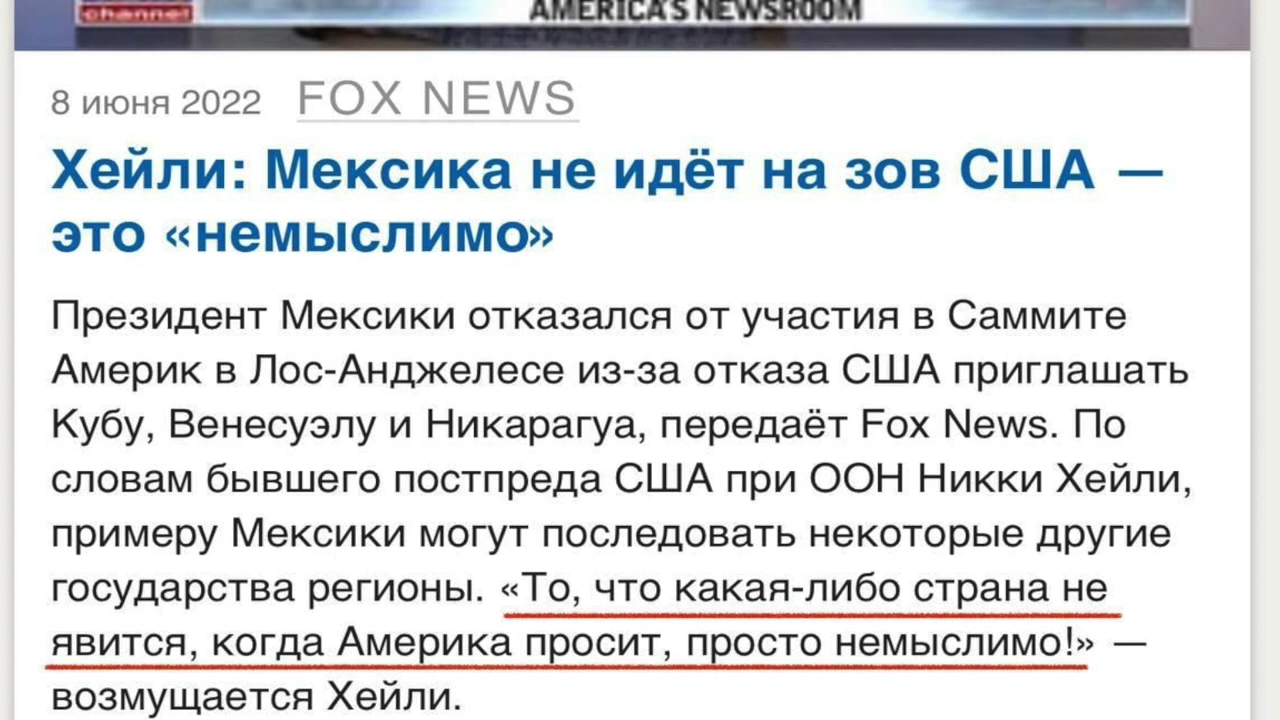 channel
AMERICA'S NEWSROOM
8 июня 2022 FOX NEWS
Хейли: Мексика не идёт на зов США —
это «немыслимо»
Президент Мексики отказался от участия в Саммите
Америк в Лос-Анджелесе из-за отказа США приглашать
Кубу, Венесуэлу и Никарагуа, передаёт Fox News. По
словам бывшего постпреда США при ООН Никки Хейли,
примеру Мексики могут последовать некоторые другие
государства регионы. «То, что какая-либо страна не
явится, когда Америка просит, просто немыслимо!» —
возмущается Хейли.